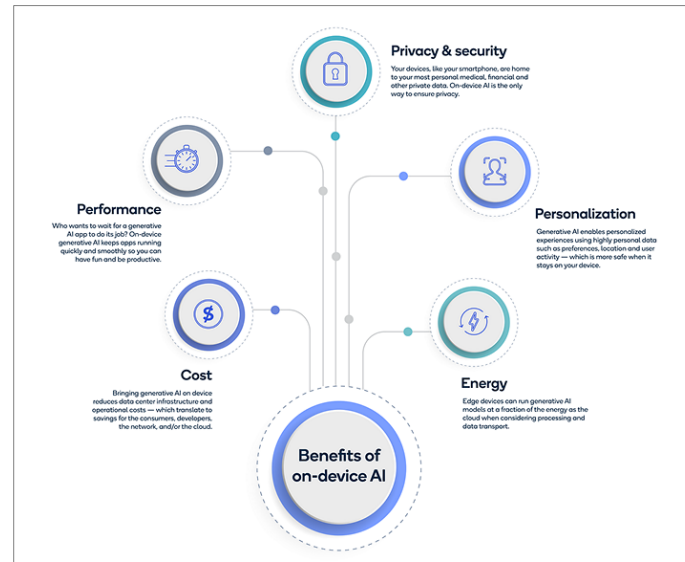 Privacy & security
Your devices, like your smartphone, are home
to your most personal medical, financial and
other private data. On-device AI is the only
way to ensure privacy.
Performance
Who wants to wait for a generative
AI app to do its job? On-device
generative AI keeps apps running
quickly and smoothly so you can
have fun and be productive.
Personalization
Generative AI enables personalized
experiences using highly personal data
such as preferences, location and user
activity — which is more safe when it
stays on your device.
$
Cost
Bringing generative AI on device
reduces data center infrastructure and
operational costs — which translate to
savings for the consumers, developers,
the network, and/or the cloud.
Energy
Edge devices can run generative AI
models at a fraction of the energy as the
cloud when considering processing and
data transport.
Benefits of
on-device AI